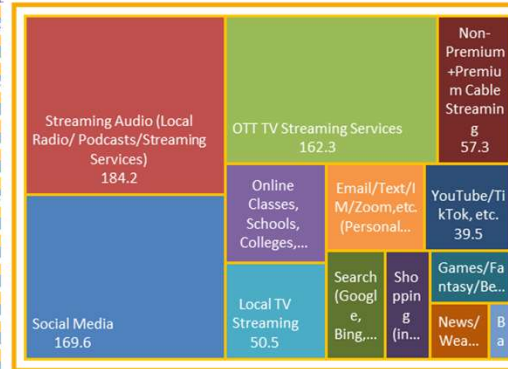 Streaming Audio (Local
Radio/ Podcasts/Streaming
Services)
184.2
Social Media
169.6
OTT TV Streaming Services
162.3
Non-
Premium
+Premiu
m Cable
Streamin
g
57.3
Online
Classes,
Schools,
Colleges,...
Email/Text/I
M/Zoom,etc.
(Personal...
YouTube/Ti
kTok, etc.
39.5
Local TV
Streaming
50.5
Search
(Googl
e,
Bing,...
Sho
ppin
g
(in...
Games/Fa
ntasy/Be...
News/
Wea...
B
a